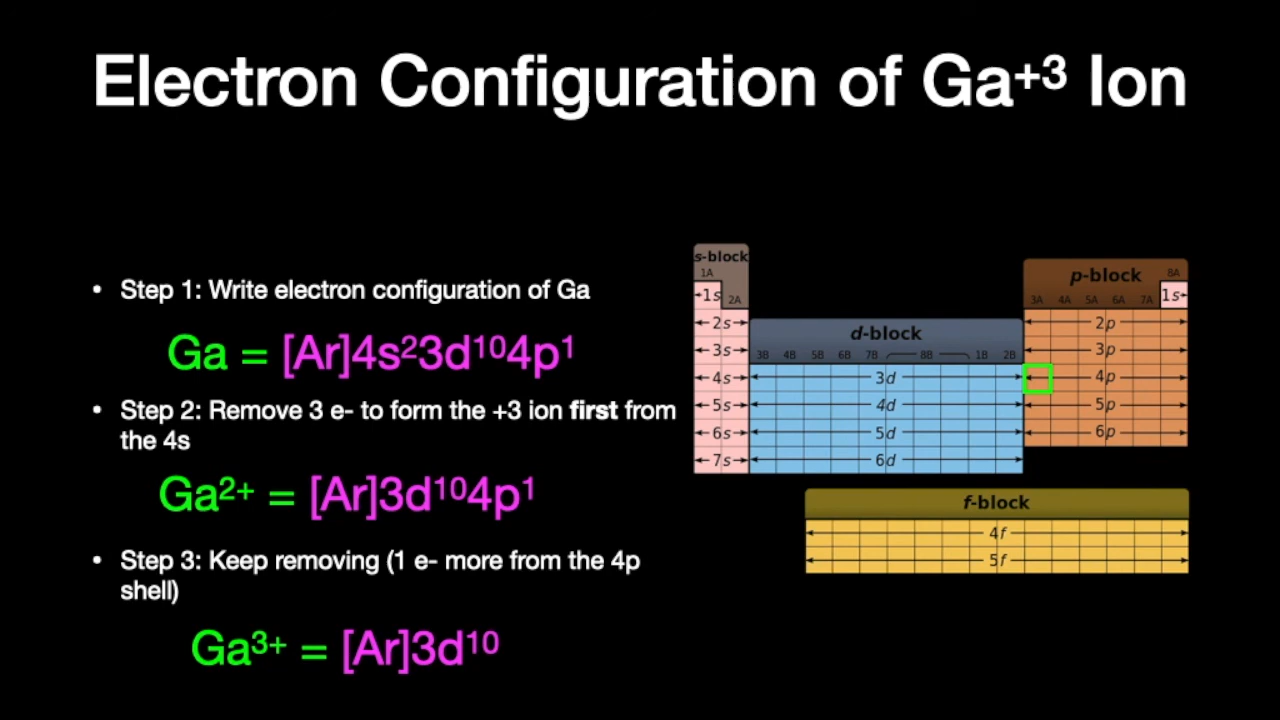 Electron Configuration of Ga⁺³ Ion
• Step 1: Write electron configuration of Ga
Ga = [Ar]4s²3d¹⁰4p¹
• Step 2: Remove 3 e- to form the +3 ion first from
the 4s
Ga²⁺ = [Ar]3d¹⁰4p¹
• Step 3: Keep removing (1 e- more from the 4p
shell)
Ga³⁺ = [Ar]3d¹⁰
s-block
1A
1s
2A
2s
3s
4s
5s
6s
7s
d-block
3B 4B 5B 6B 7B 8B 1B 2B
3d
4d
5d
6d
p-block
8A
3A 4A 5A 6A 7A
1s
2p
3p
4p
5p
6p
f-block
4f
5f